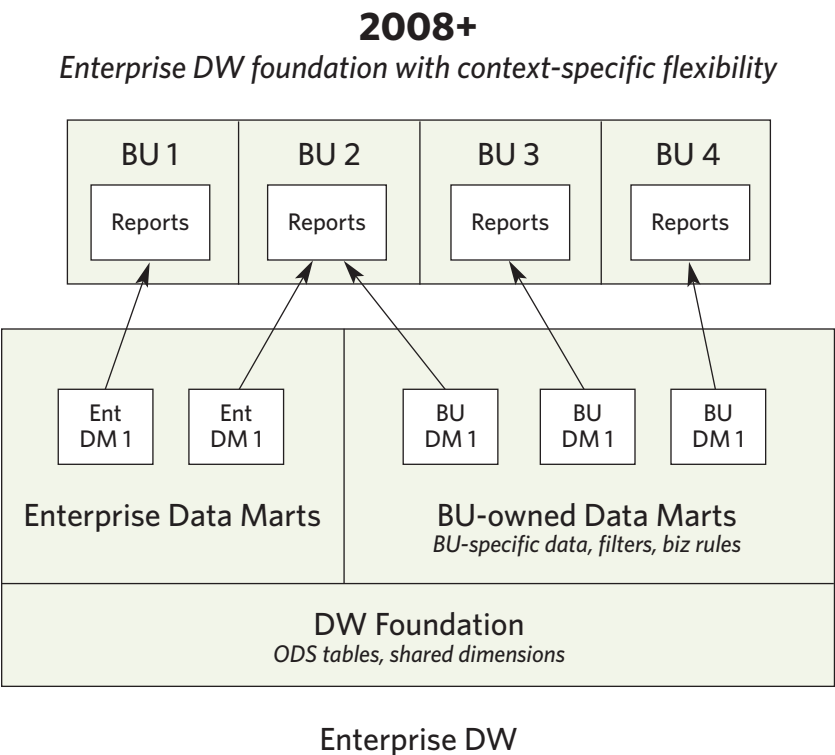 2008+
Enterprise DW foundation with context-specific flexibility
BU 1
BU 2
BU 3
BU 4
Reports
Reports
Reports
Reports
Ent
DM 1
Ent
DM 1
BU
DM 1
BU
DM 1
BU
DM 1
Enterprise Data Marts
BU-owned Data Marts
BU-specific data, filters, biz rules
DW Foundation
ODS tables, shared dimensions
Enterprise DW